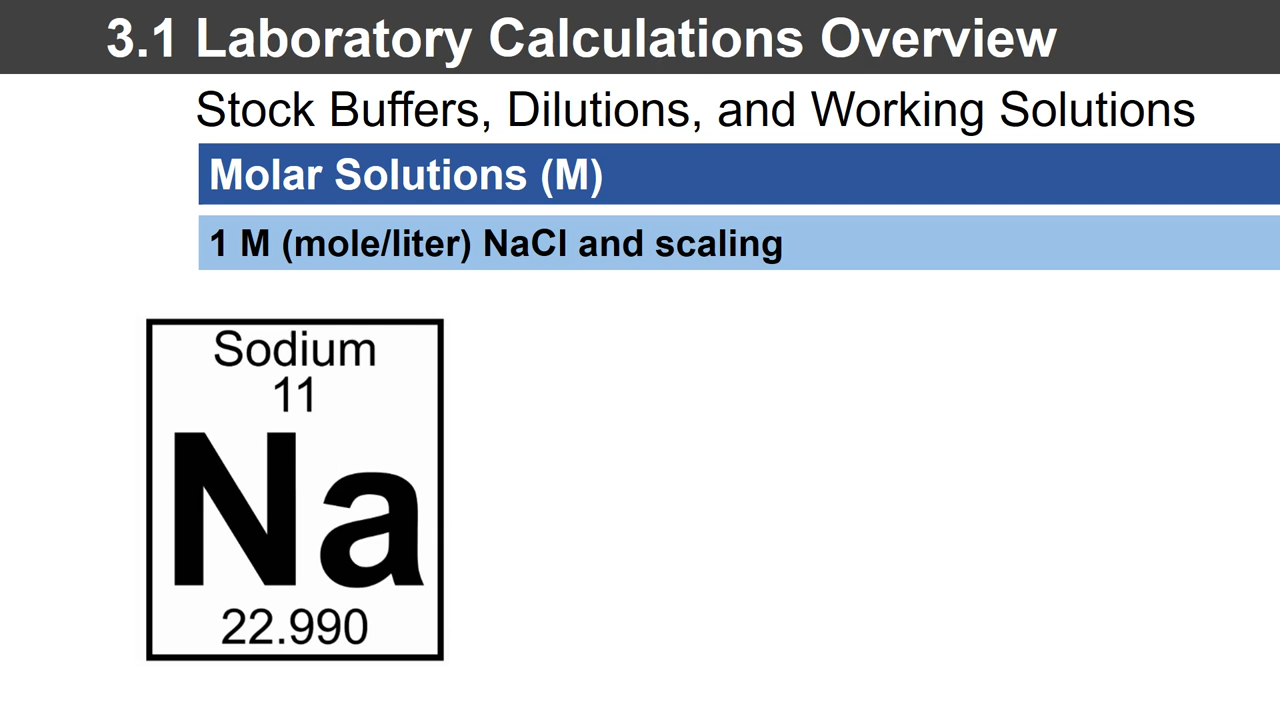 3.1 Laboratory Calculations Overview
Stock Buffers, Dilutions, and Working Solutions
Molar Solutions (M)
1 M (mole/liter) NaCl and scaling
Sodium
11
Na
22.990